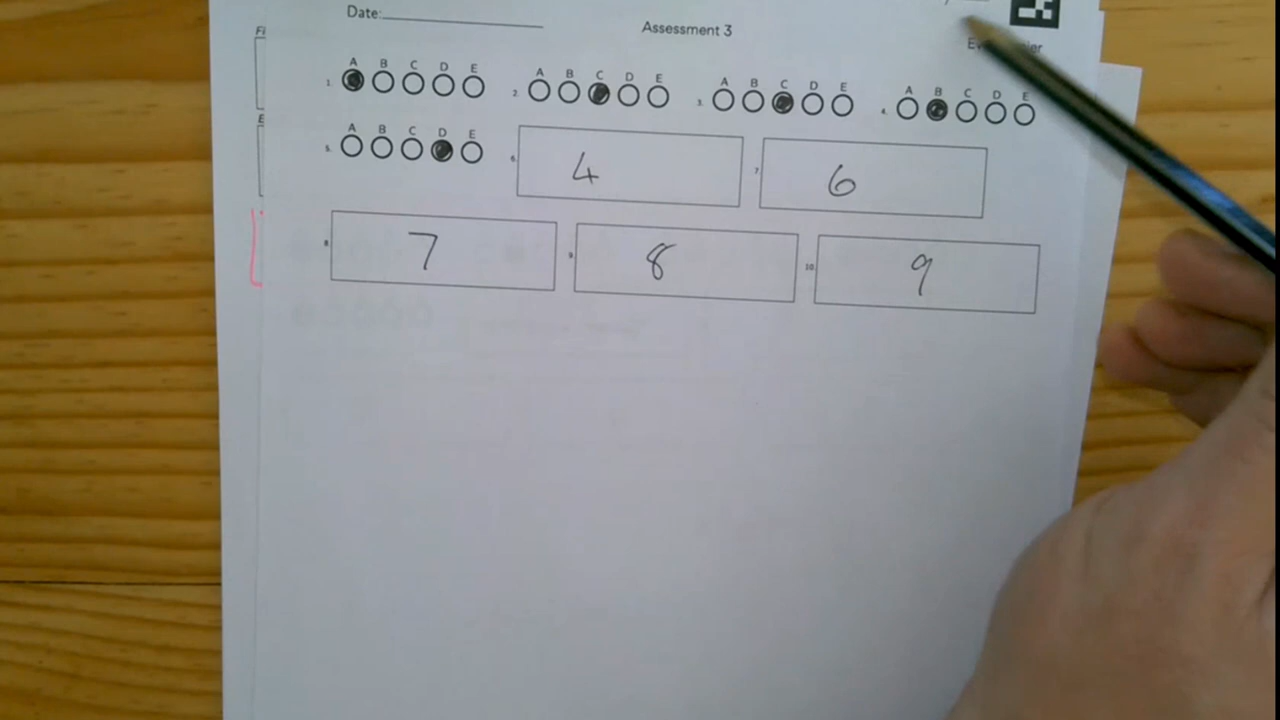 Date:
Assessment 3
1. A B C D E
2. A B C D E
3. A B C D E
4. A B C D E
5. A B C D E
6. 4
7. 6
8. 7
9. 8
10. 9